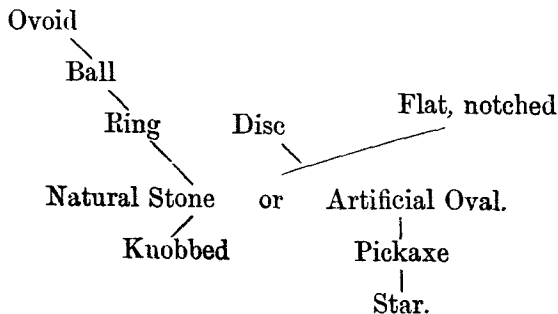 Ovoid
Ball
Flat, notched
Ring
Disc
Natural Stone or Artificial Oval.
Knobbed
Pickaxe
Star.